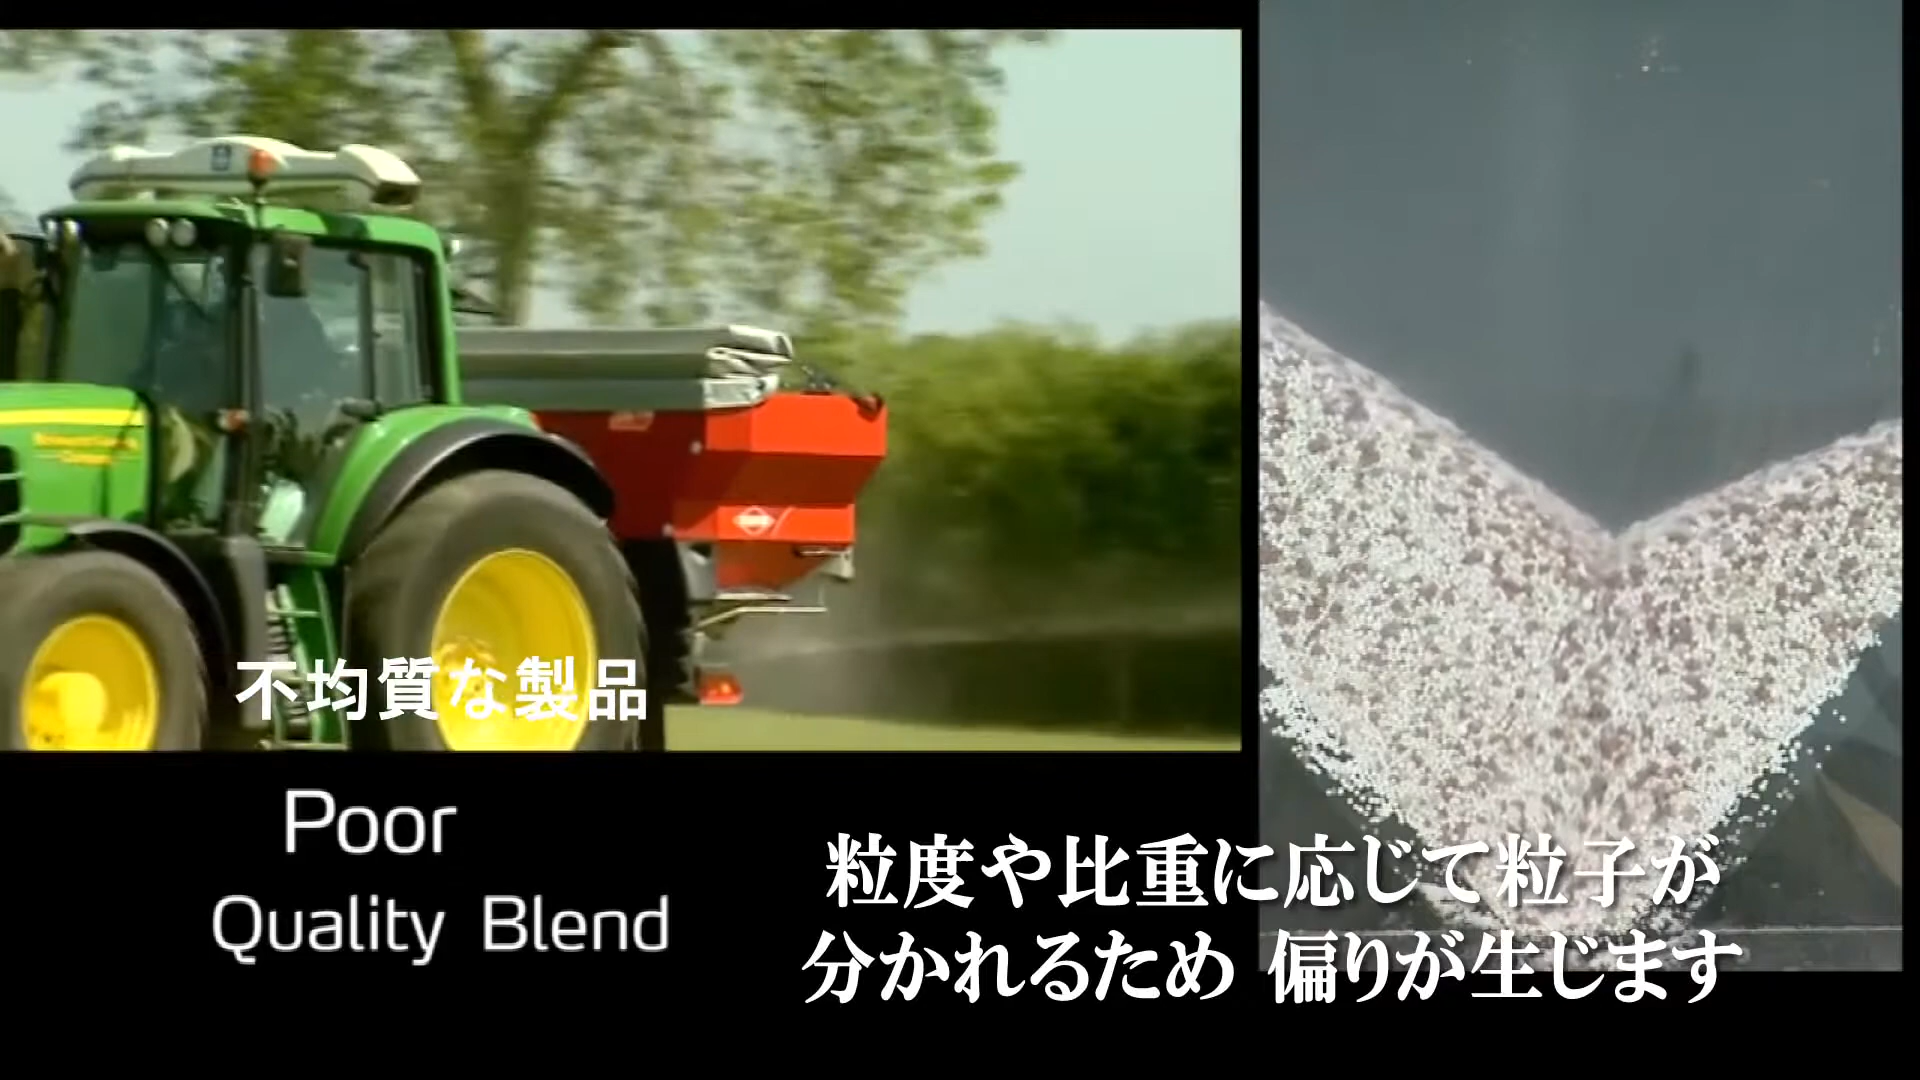 不均質な製品
Poor
Quality Blend
粒度や比重に応じて粒子が
分かれるため 偏りが生じます